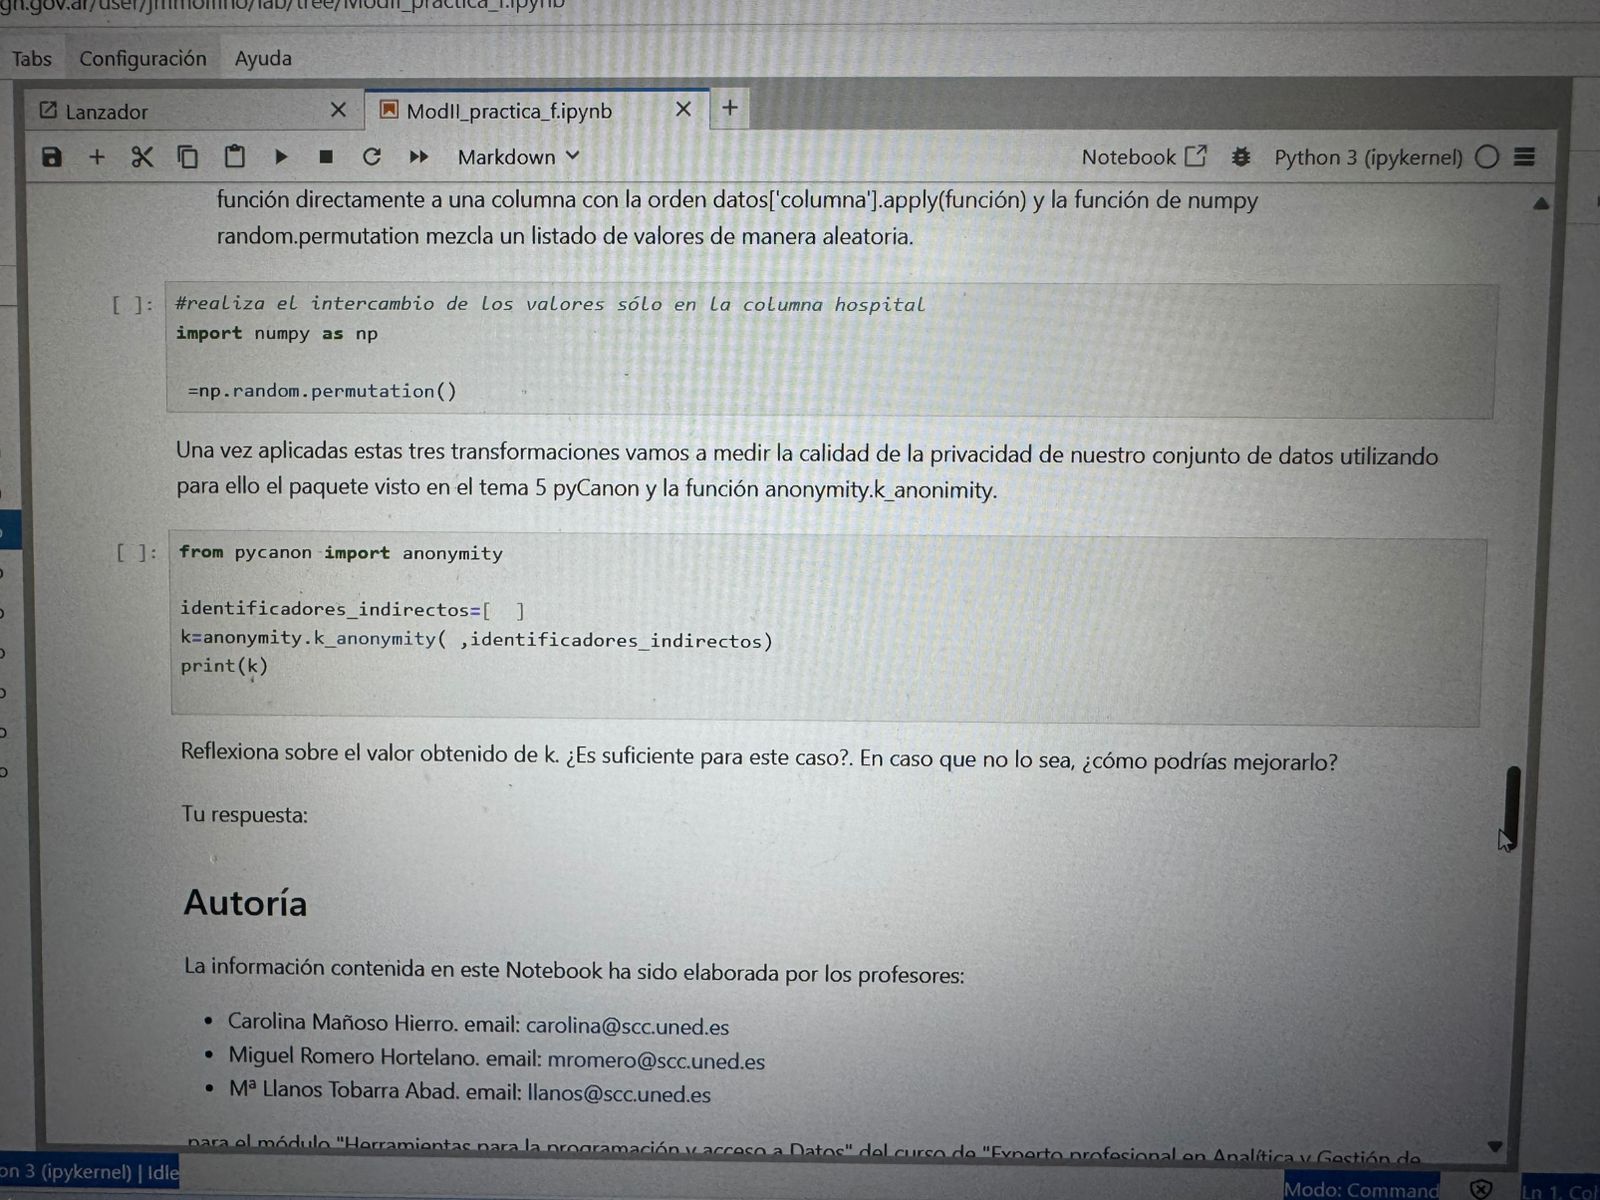 gn.gov.ar/user/jmmolfino/lab/tree/ModII_practica_f.ipynb
Tabs Configuración Ayuda
Lanzador ModII_practica_f.ipynb
Markdown Notebook Python 3 (ipykernel)
función directamente a una columna con la orden datos['columna'].apply(función) y la función de numpy
random.permutation mezcla un listado de valores de manera aleatoria.
[ ]: #realiza el intercambio de los valores sólo en la columna hospital
import numpy as np
=np.random.permutation()
Una vez aplicadas estas tres transformaciones vamos a medir la calidad de la privacidad de nuestro conjunto de datos utilizando
para ello el paquete visto en el tema 5 pyCanon y la función anonymity.k_anonimity.
[ ]: from pycanon import anonymity
identificadores_indirectos=[ ]
k=anonymity.k_anonymity( ,identificadores_indirectos)
print(k)
Reflexiona sobre el valor obtenido de k. ¿Es suficiente para este caso?. En caso que no lo sea, ¿cómo podrías mejorarlo?
Tu respuesta:
Autoría
La información contenida en este Notebook ha sido elaborada por los profesores:
• Carolina Mañoso Hierro. email: carolina@scc.uned.es
• Miguel Romero Hortelano. email: mromero@scc.uned.es
• Mª Llanos Tobarra Abad. email: llanos@scc.uned.es
para el módulo "Herramientas para la programación y acceso a Datos" del curso de "Experto profesional en Analítica y Gestión de
on 3 (ipykernel) | Idle Modo: Command Ln 1, Col